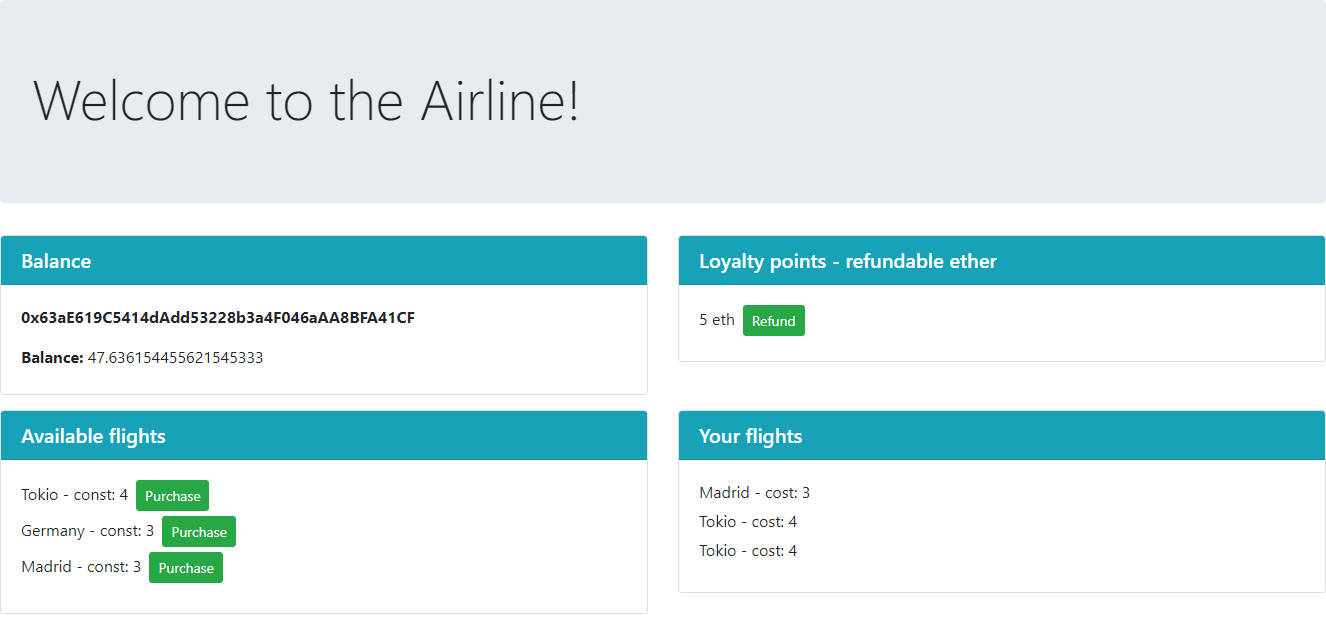 Welcome to the Airline!
Balance
0x63aE619C5414dAdd53228b3a4F046aAA8BFA41CF
Balance: 47.636154455621545333
Loyalty points - refundable ether
5 eth Refund
Available flights
Tokio - const: 4 Purchase
Germany - const: 3 Purchase
Madrid - const: 3 Purchase
Your flights
Madrid - cost: 3
Tokio - cost: 4
Tokio - cost: 4